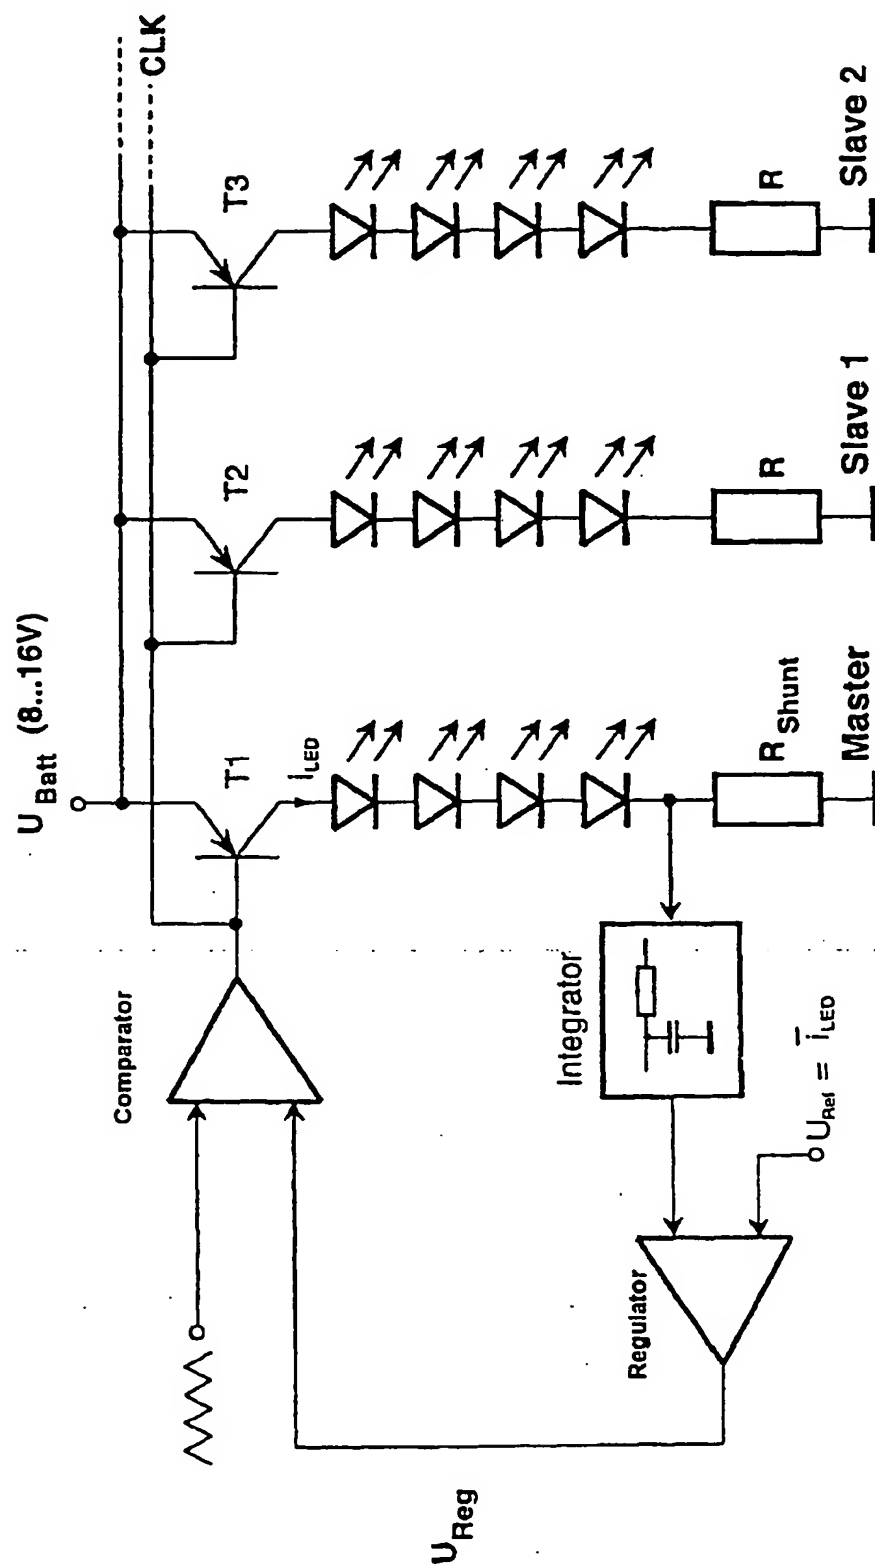 U_Batt (8...16V)
CLK
T1
T2
T3
i_LED
Comparator
Integrator
Regulator
U_Reg
U_Ref = i̅_LED
R_Shunt
R
R
Master
Slave 1
Slave 2